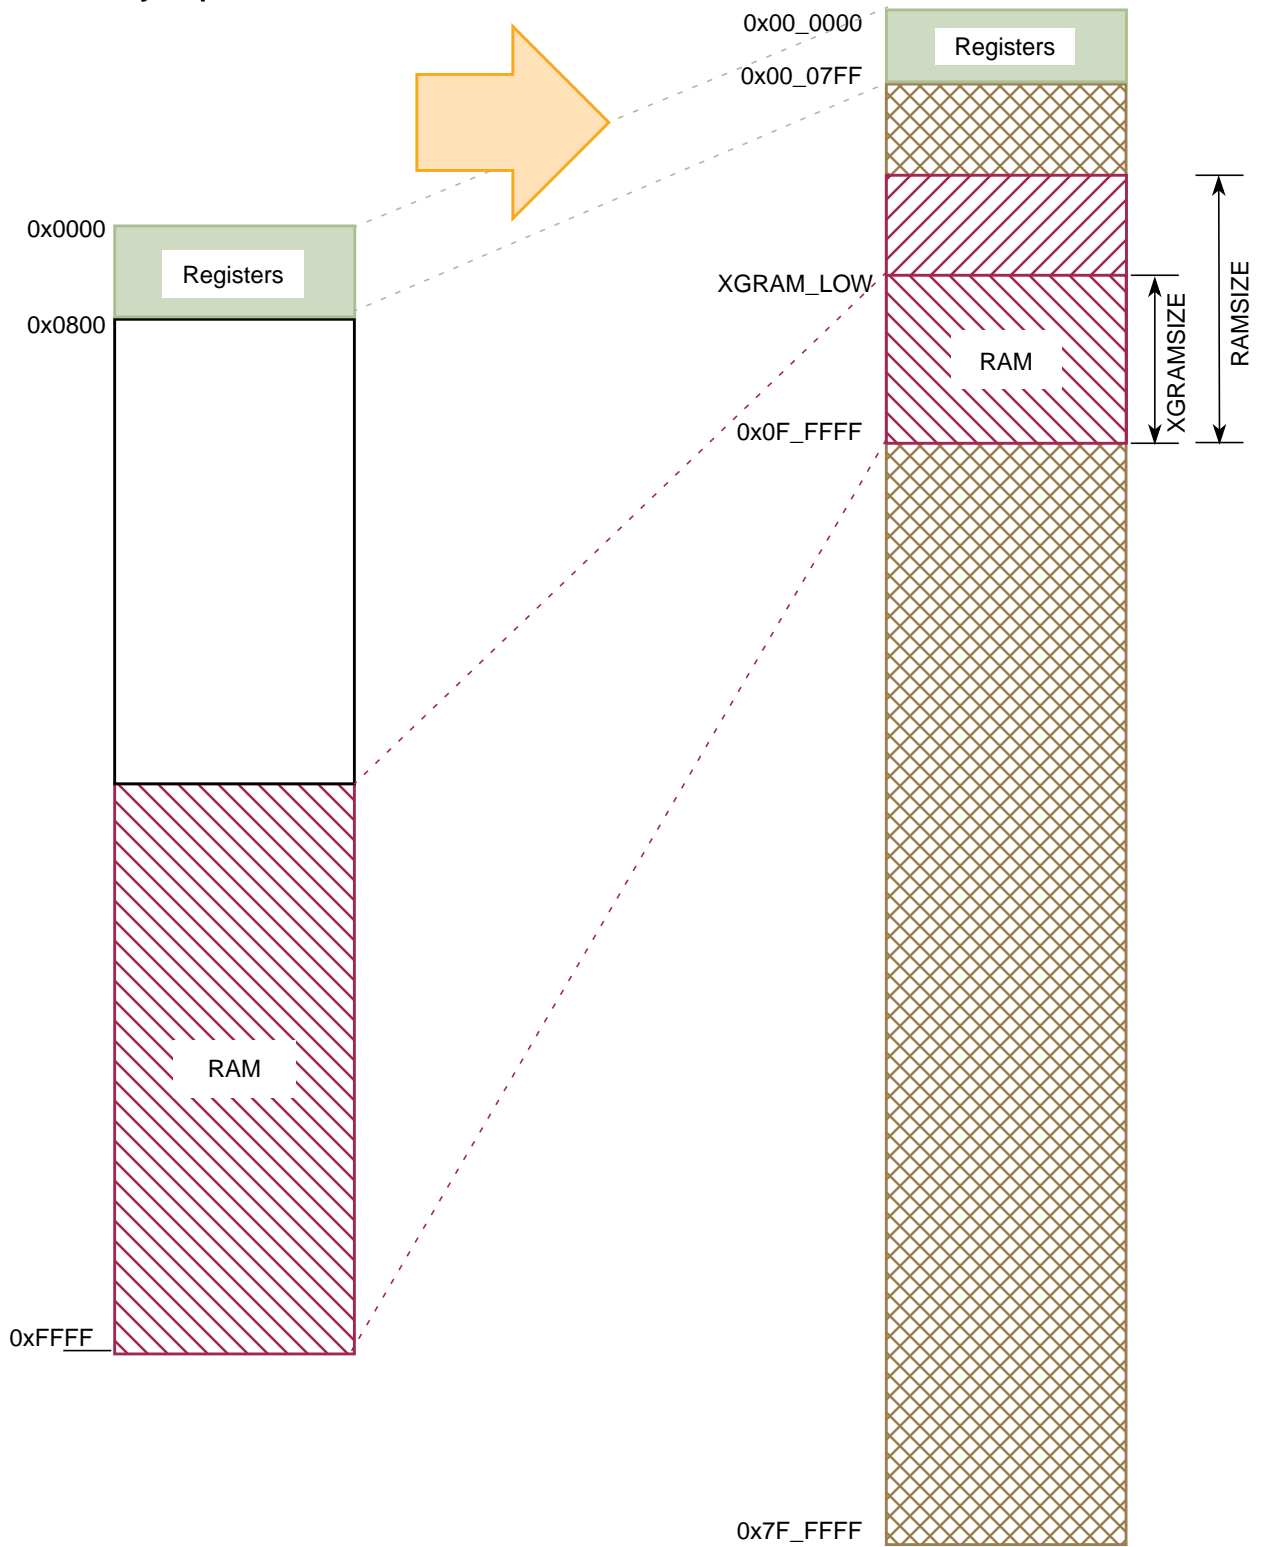 0x00_0000
Registers
0x00_07FF
0x0000
Registers
0x0800
XGRAM_LOW
RAM
XGRAMSIZE
RAMSIZE
0x0F_FFFF
RAM
0xFFFF
0x7F_FFFF